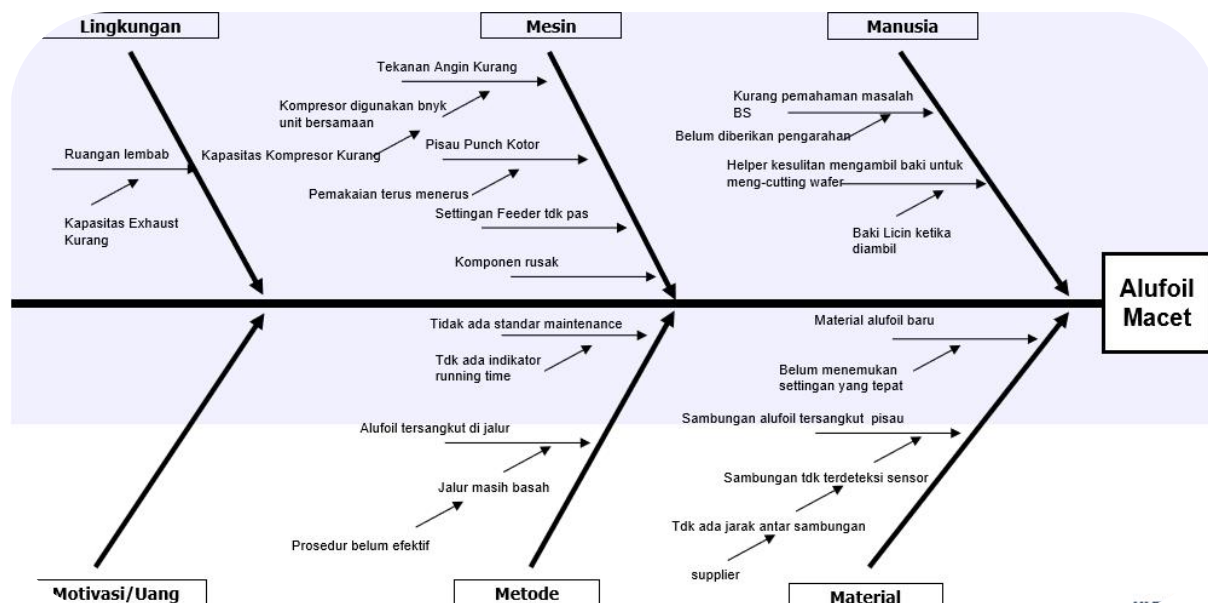 Lingkungan
Mesin
Manusia
Tekanan Angin Kurang
Kompresor digunakan bnyk
unit bersamaan
Kapasitas Kompresor Kurang
Pisau Punch Kotor
Pemakaian terus menerus
Settingan Feeder tdk pas
Komponen rusak
Ruangan lembab
Kapasitas Exhaust
Kurang
Kurang pemahaman masalah
BS
Belum diberikan pengarahan
Helper kesulitan mengambil baki untuk
meng-cutting wafer
Baki Licin ketika
diambil
Alufoil
Macet
Tidak ada standar maintenance
Tdk ada indikator
running time
Alufoil tersangkut di jalur
Jalur masih basah
Prosedur belum efektif
Material alufoil baru
Belum menemukan
settingan yang tepat
Sambungan alufoil tersangkut pisau
Sambungan tdk terdeteksi sensor
Tdk ada jarak antar sambungan
supplier
Motivasi/Uang
Metode
Material